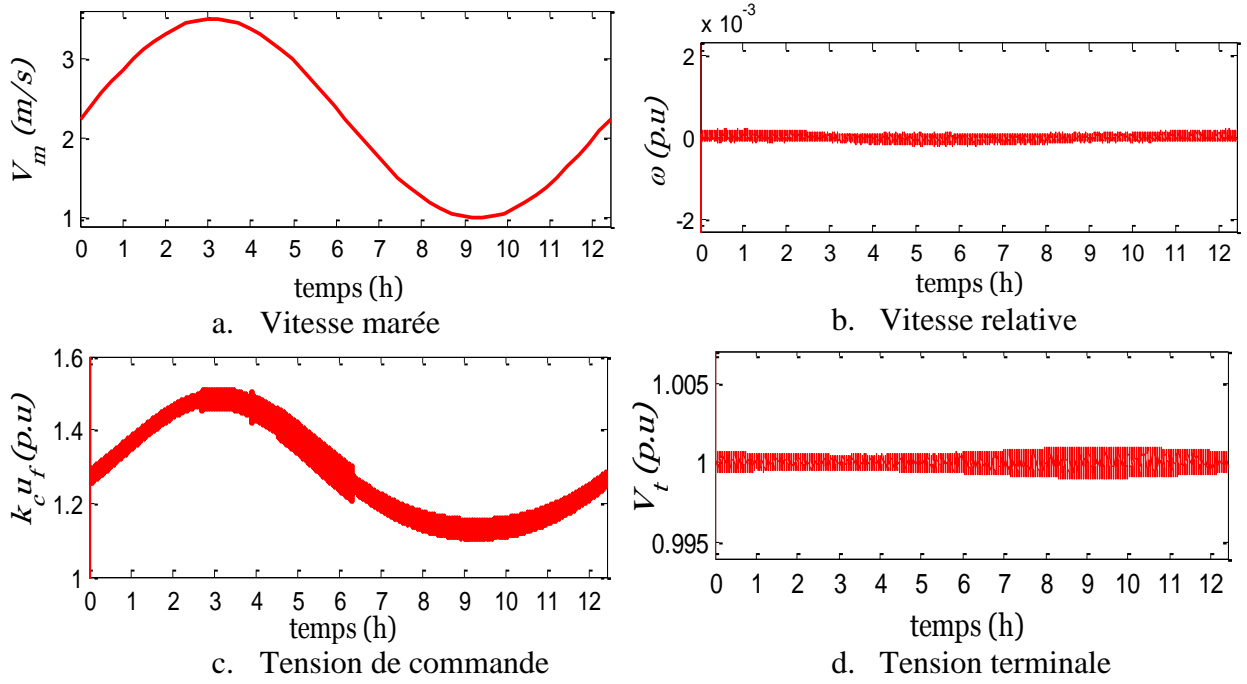 3
2
1
V_m (m/s)
0 1 2 3 4 5 6 7 8 9 10 11 12
temps (h)
a. Vitesse marée
x 10^-3
2
0
-2
ω (p.u)
0 1 2 3 4 5 6 7 8 9 10 11 12
temps (h)
b. Vitesse relative
1.6
1.4
1.2
1
k_c u_f (p.u)
0 1 2 3 4 5 6 7 8 9 10 11 12
temps (h)
c. Tension de commande
1.005
1
0.995
V_t (p.u)
0 1 2 3 4 5 6 7 8 9 10 11 12
temps (h)
d. Tension terminale